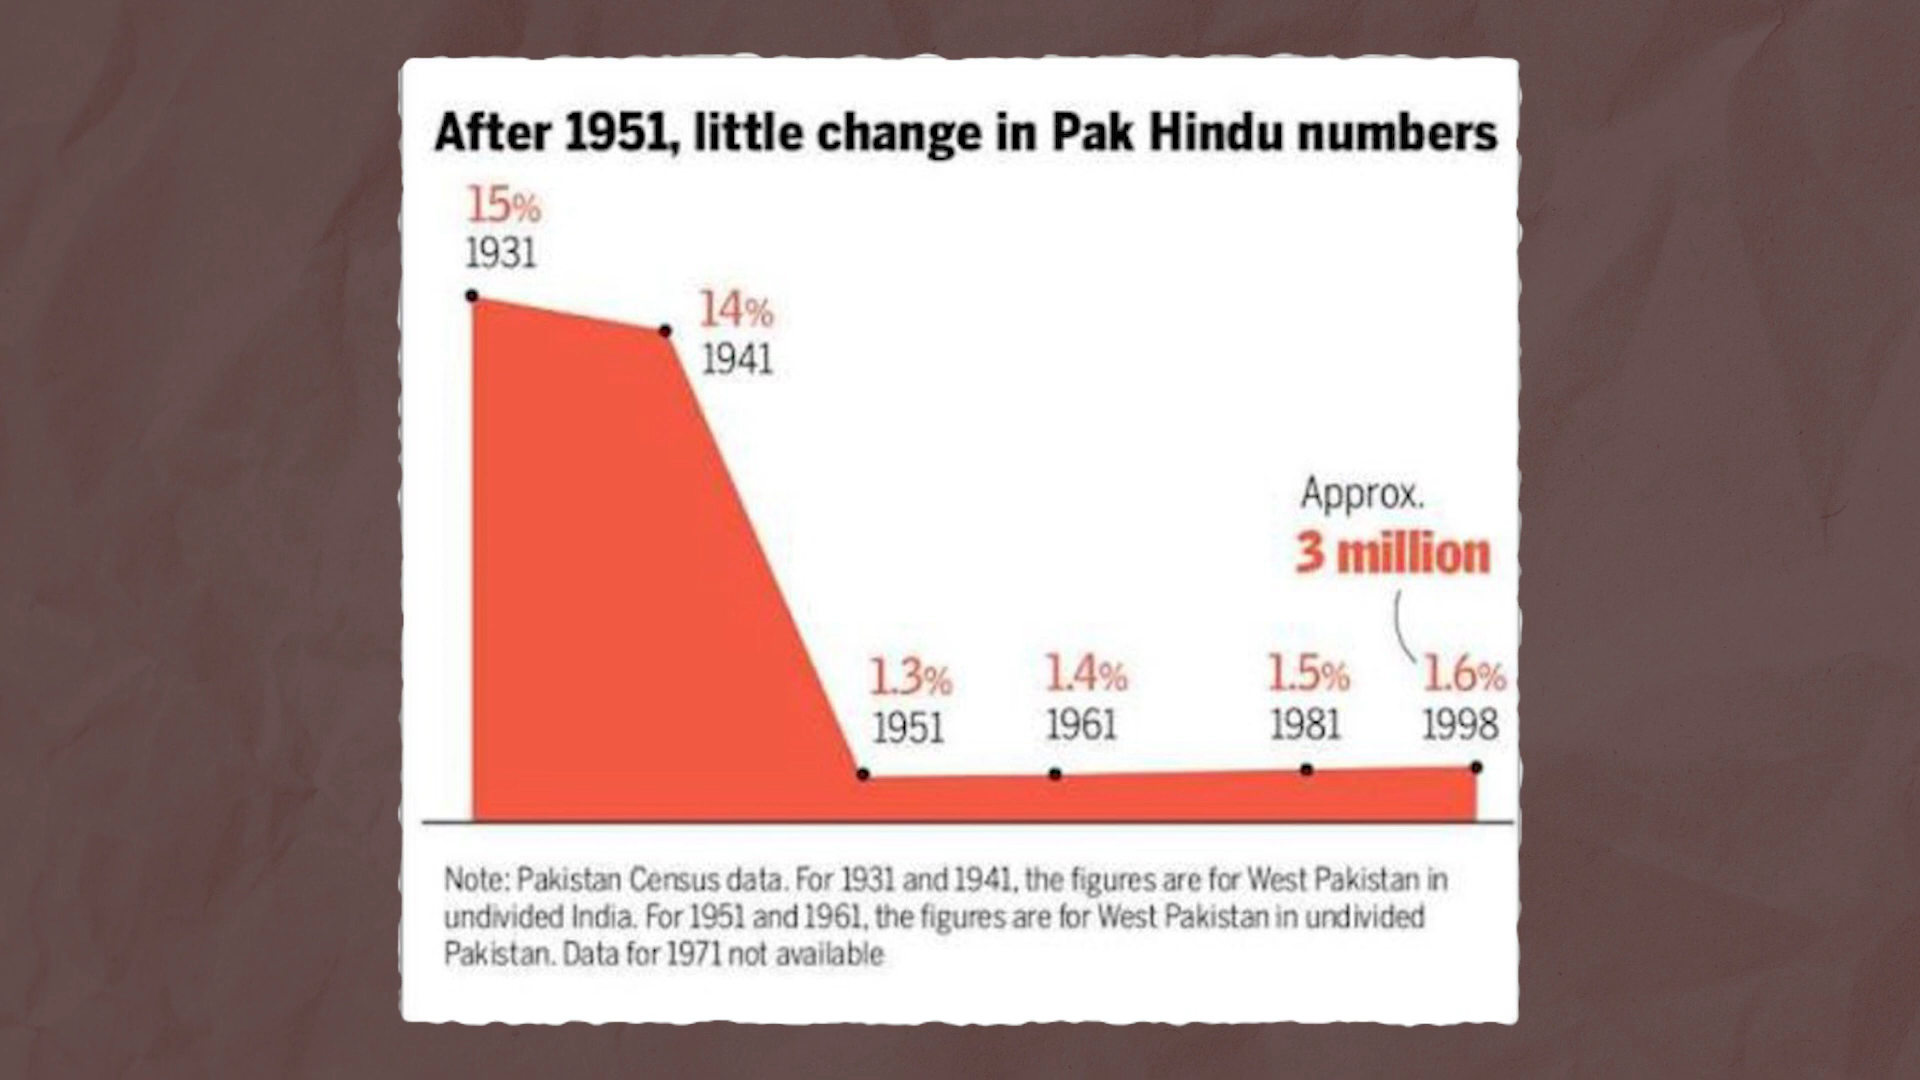 After 1951, little change in Pak Hindu numbers
15%
1931
14%
1941
Approx.
3 million
1.3%
1951
1.4%
1961
1.5%
1981
1.6%
1998
Note: Pakistan Census data. For 1931 and 1941, the figures are for West Pakistan in
undivided India. For 1951 and 1961, the figures are for West Pakistan in undivided
Pakistan. Data for 1971 not available